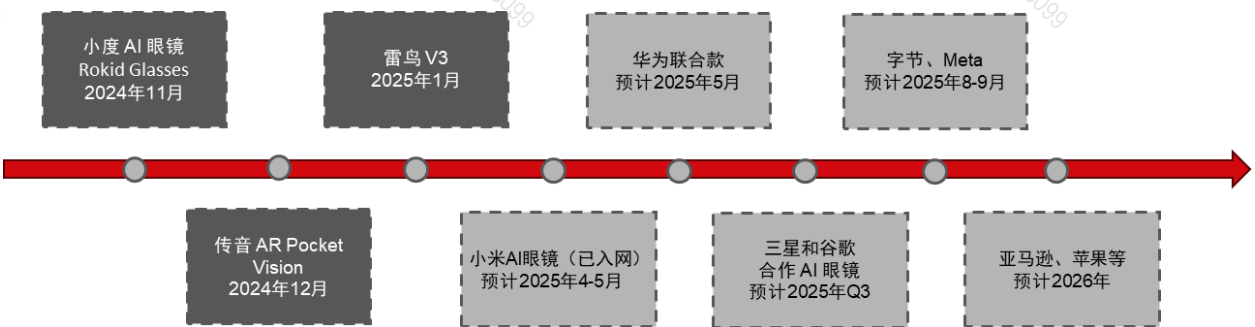 小度 AI 眼镜
Rokid Glasses
2024年11月
雷鸟 V3
2025年1月
华为联合款
预计2025年5月
字节、Meta
预计2025年8-9月
传音 AR Pocket
Vision
2024年12月
小米AI眼镜（已入网）
预计2025年4-5月
三星和谷歌
合作 AI 眼镜
预计2025年Q3
亚马逊、苹果等
预计2026年